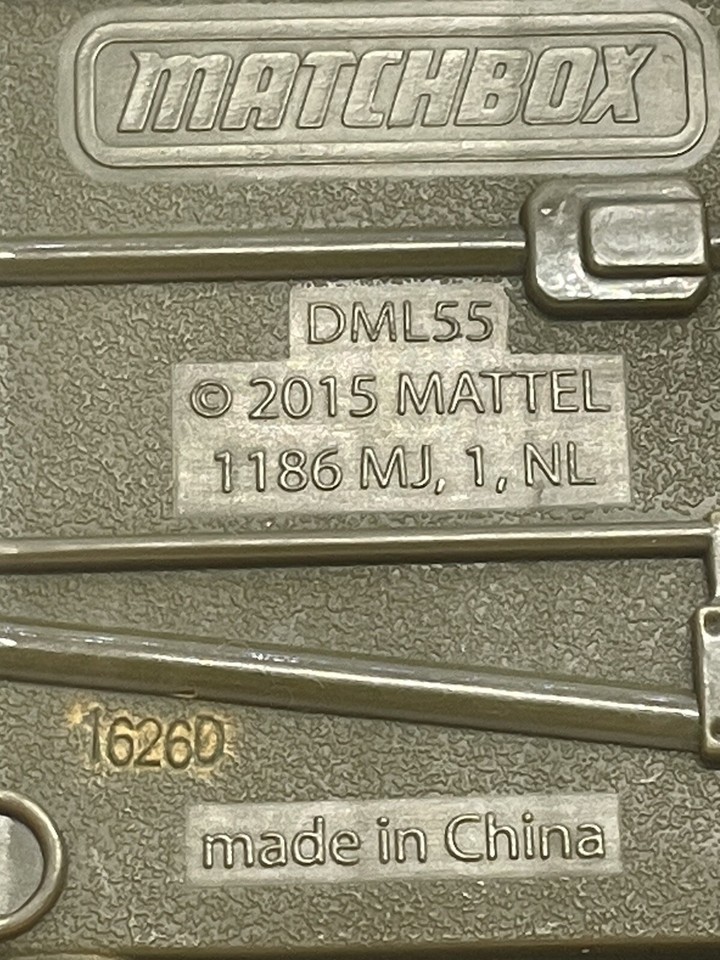 MATCHBOX
DML55
© 2015 MATTEL
1186 MJ, 1, NL
1626D
made in China